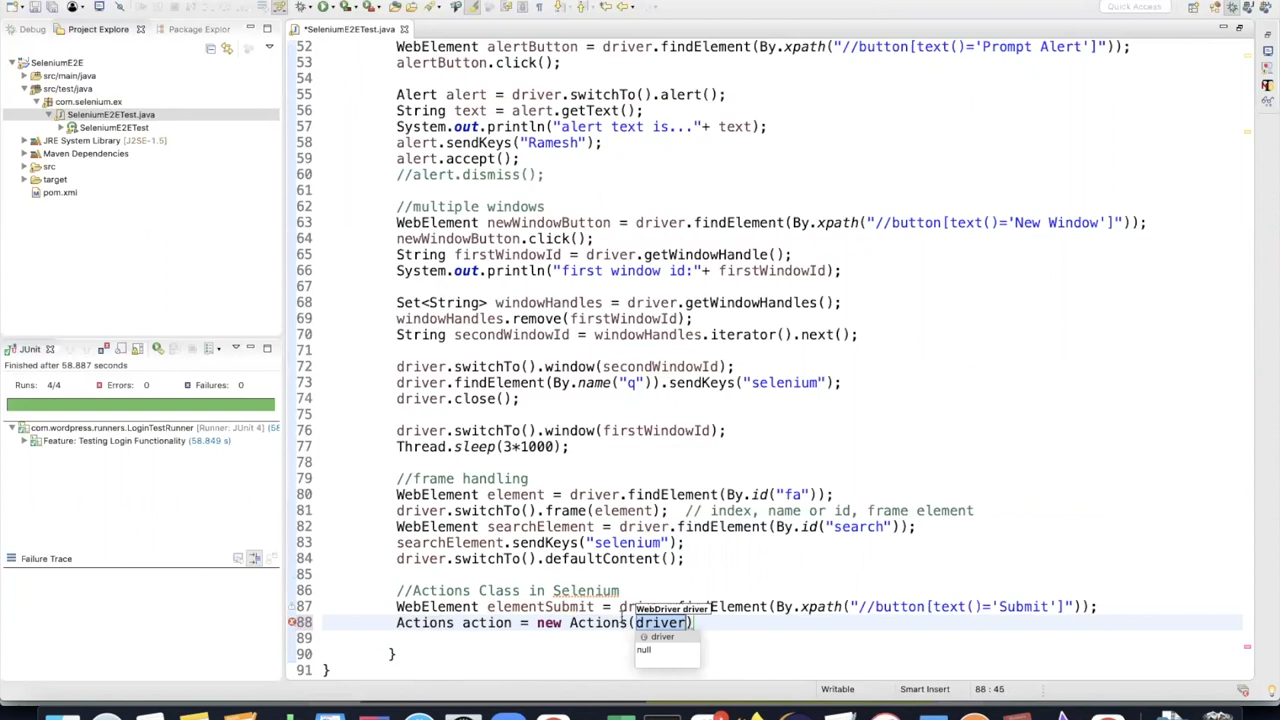 Quick Access
Debug
Project Explore
Package Explor
*SeleniumE2ETest.java
SeleniumE2E
src/main/java
src/test/java
com.selenium.ex
SeleniumE2ETest.java
SeleniumE2ETest
JRE System Library [J2SE-1.5]
Maven Dependencies
src
target
pom.xml
JUnit
Finished after 58.887 seconds
Runs: 4/4 Errors: 0 Failures: 0
com.wordpress.runners.LoginTestRunner [Runner: JUnit 4] (58
Feature: Testing Login Functionality (58.849 s)
Failure Trace
52 WebElement alertButton = driver.findElement(By.xpath("//button[text()='Prompt Alert']"));
53 alertButton.click();
54
55 Alert alert = driver.switchTo().alert();
56 String text = alert.getText();
57 System.out.println("alert text is..."+ text);
58 alert.sendKeys("Ramesh");
59 alert.accept();
60 //alert.dismiss();
61
62 //multiple windows
63 WebElement newWindowButton = driver.findElement(By.xpath("//button[text()='New Window']"));
64 newWindowButton.click();
65 String firstWindowId = driver.getWindowHandle();
66 System.out.println("first window id:"+ firstWindowId);
67
68 Set<String> windowHandles = driver.getWindowHandles();
69 windowHandles.remove(firstWindowId);
70 String secondWindowId = windowHandles.iterator().next();
71
72 driver.switchTo().window(secondWindowId);
73 driver.findElement(By.name("q")).sendKeys("selenium");
74 driver.close();
75
76 driver.switchTo().window(firstWindowId);
77 Thread.sleep(3*1000);
78
79 //frame handling
80 WebElement element = driver.findElement(By.id("fa"));
81 driver.switchTo().frame(element); // index, name or id, frame element
82 WebElement searchElement = driver.findElement(By.id("search"));
83 searchElement.sendKeys("selenium");
84 driver.switchTo().defaultContent();
85
86 //Actions Class in Selenium
87 WebElement elementSubmit = dri Element(By.xpath("//button[text()='Submit']"));
WebDriver driver
88 Actions action = new Actions(driver)
driver
null
89
90 }
91 }
Writable Smart Insert 88 : 45